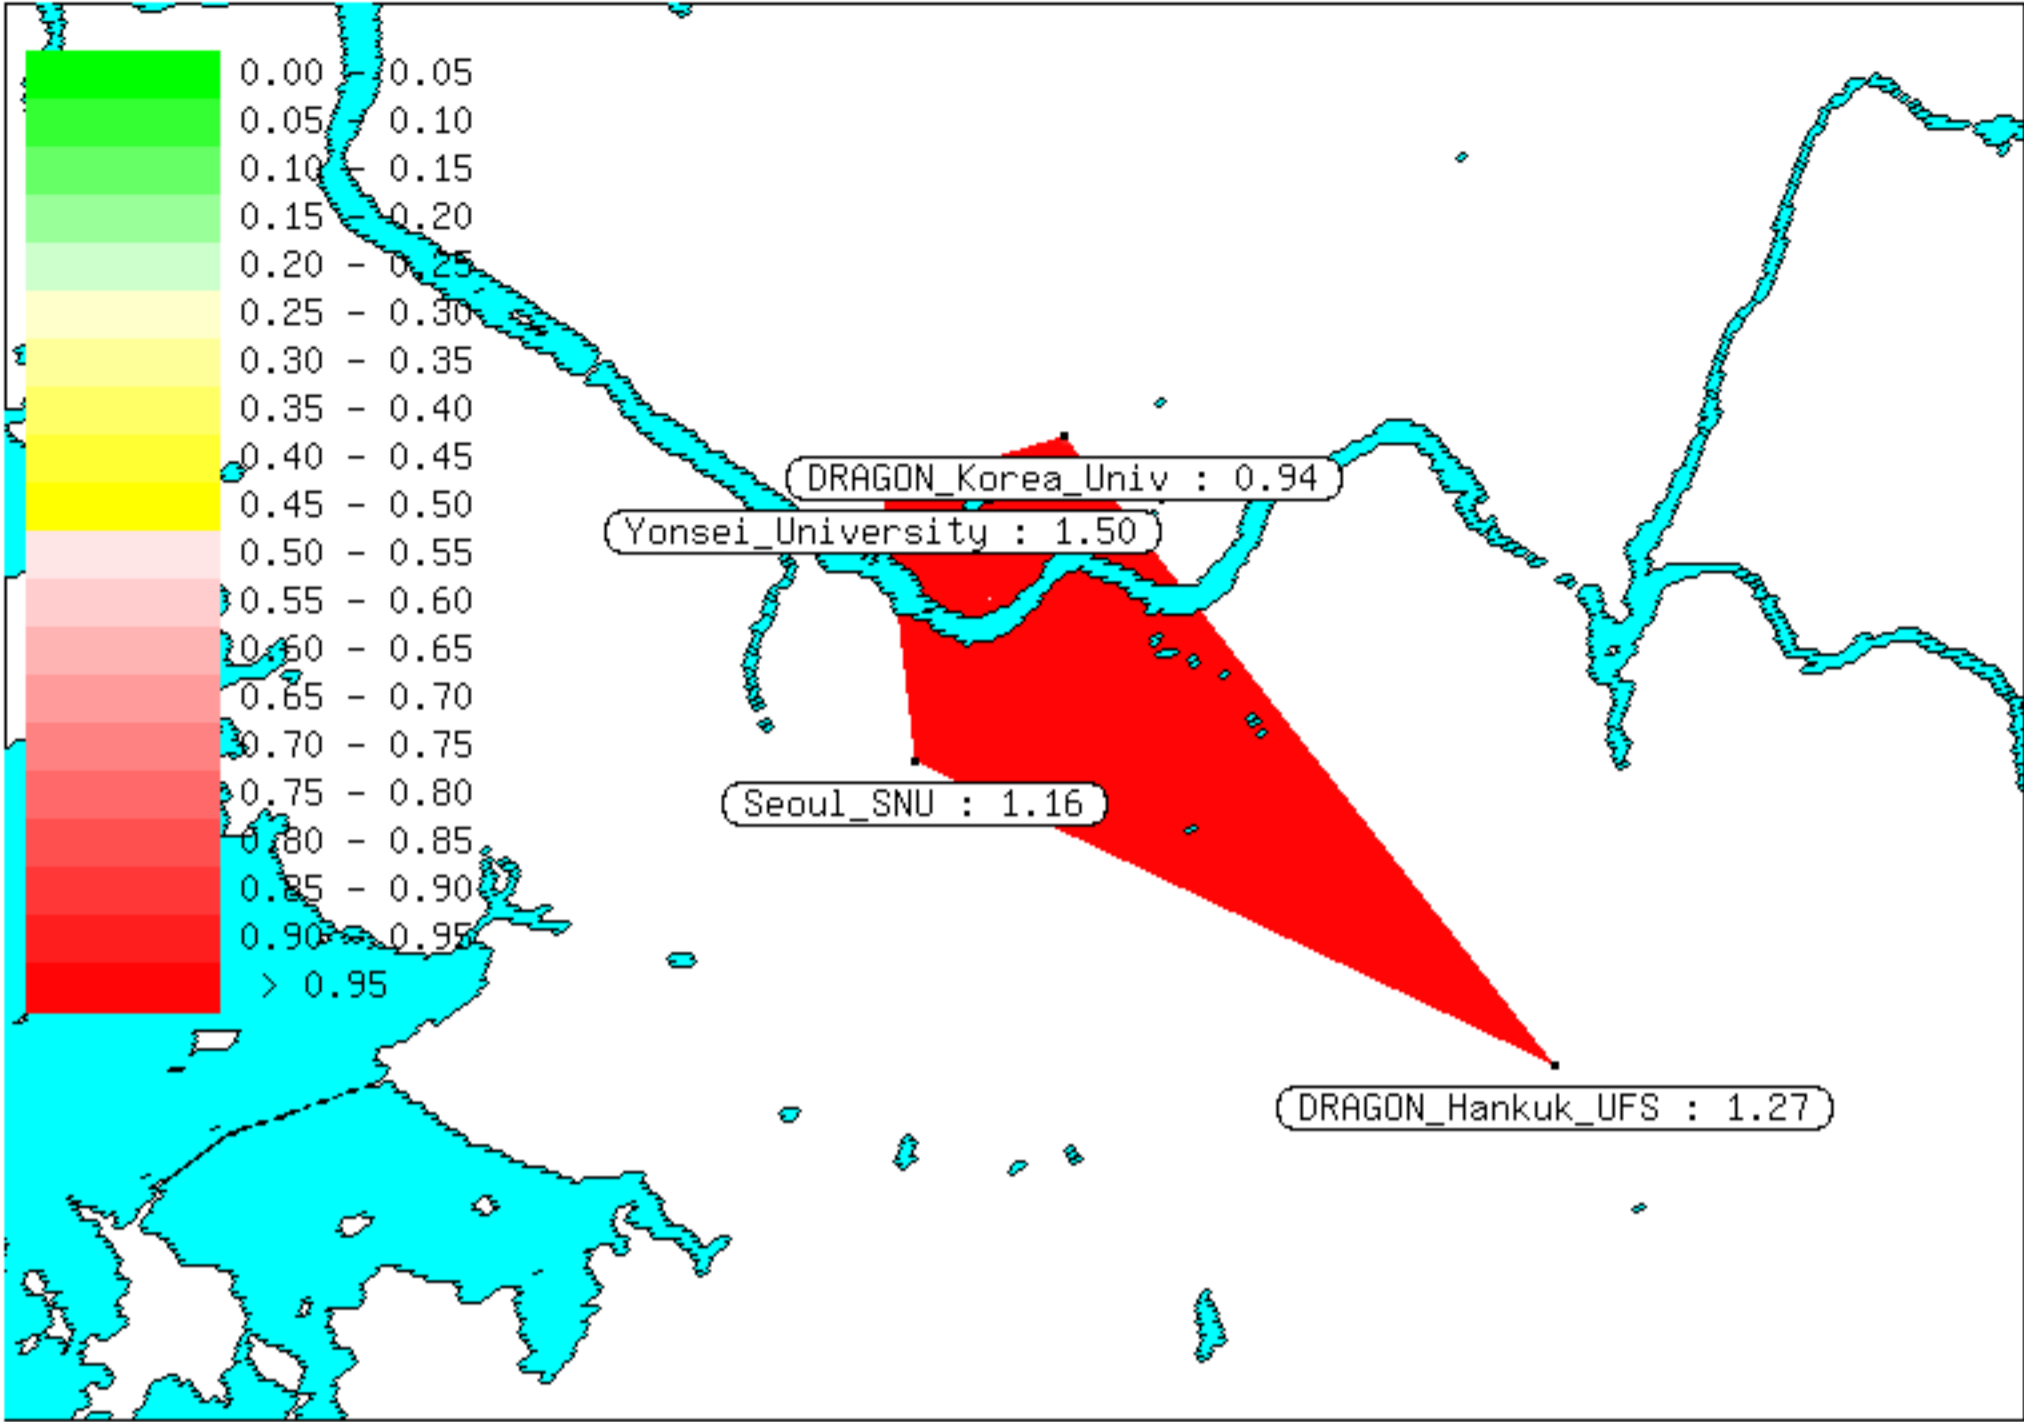 0.00 - 0.05
0.05 - 0.10
0.10 - 0.15
0.15 - 0.20
0.20 - 0.25
0.25 - 0.30
0.30 - 0.35
0.35 - 0.40
0.40 - 0.45
0.45 - 0.50
0.50 - 0.55
0.55 - 0.60
0.60 - 0.65
0.65 - 0.70
0.70 - 0.75
0.75 - 0.80
0.80 - 0.85
0.85 - 0.90
0.90 - 0.95
> 0.95
DRAGON_Korea_Univ : 0.94
Yonsei_University : 1.50
Seoul_SNU : 1.16
DRAGON_Hankuk_UFS : 1.27